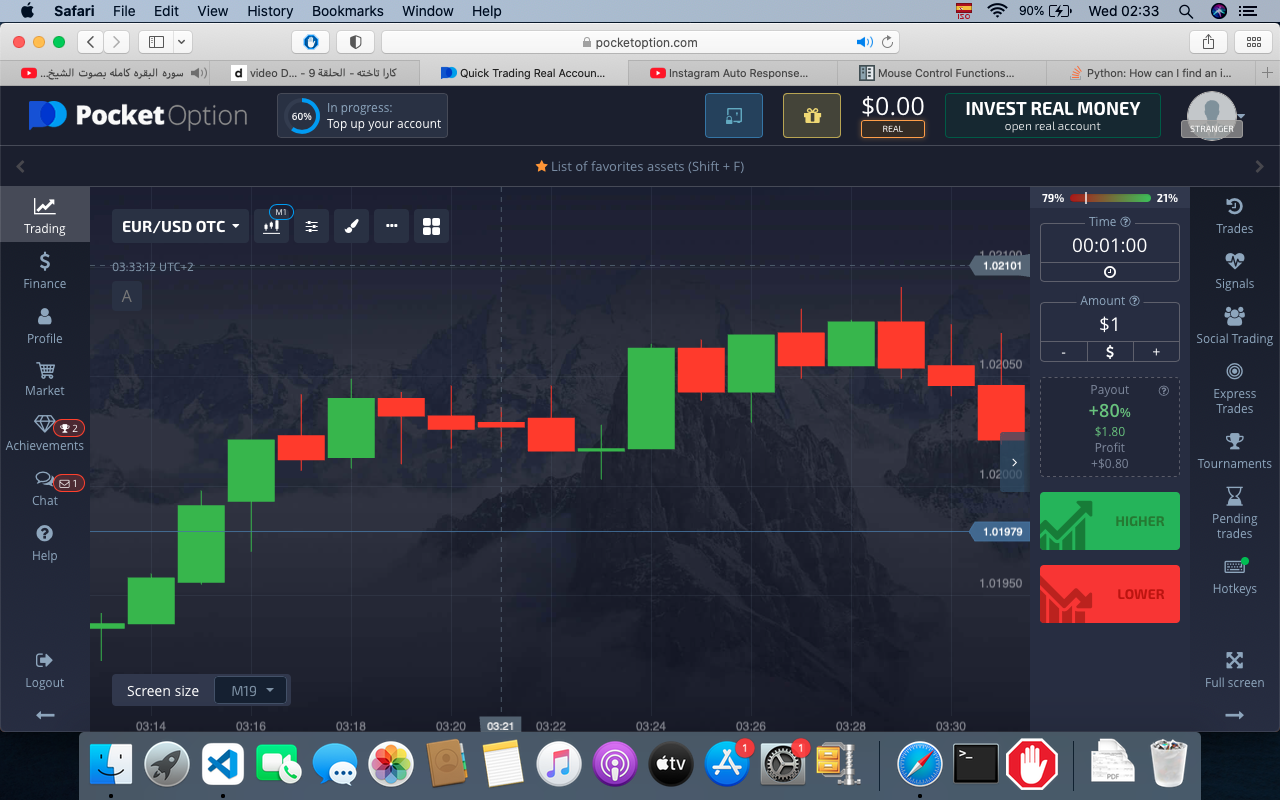 Safari File Edit View History Bookmarks Window Help
ISO 90% Wed 02:33
pocketoption.com
سوره البقره كامله بصوت الشيخ...
video D... - كارا تاخته - الحلقة 9
Quick Trading Real Accoun...
Instagram Auto Response...
Mouse Control Functions...
Python: How can I find an i...
PocketOption
60%
In progress:
Top up your account
$0.00
REAL
INVEST REAL MONEY
open real account
STRANGER
List of favorites assets (Shift + F)
Trading
Finance
Profile
Market
Achievements
2
Chat
1
Help
Logout
EUR/USD OTC
M1
03:33:12 UTC+2
A
1.02100
1.02101
1.02050
1.02000
1.01979
1.01950
Screen size M19
03:14 03:16 03:18 03:20 03:21 03:22 03:24 03:26 03:28 03:30
79% 21%
Time
00:01:00
Amount
$1
- $ +
Payout
+80%
$1.80
Profit
+$0.80
HIGHER
LOWER
Trades
Signals
Social Trading
Express
Trades
Tournaments
Pending
trades
Hotkeys
Full screen
tv
1
1
PDF